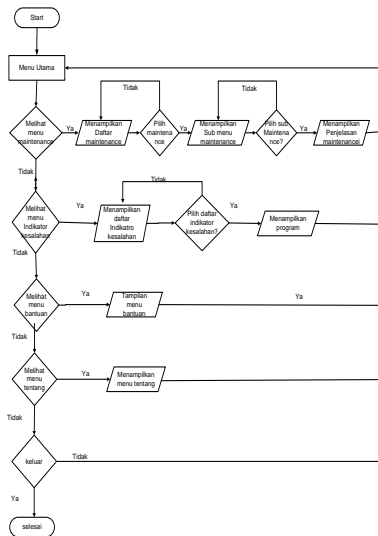 Start
Menu Utama
Tidak
Tidak
Melihat
menu
maintenance
Ya
Menampilkan
Daftar
maintenance
Pilih
maintena
nce
Ya
Menampilkan
Sub menu
maintenance
Pilih sub
Maintena
nce?
Ya
Menampilkan
Penjelasan
maintenancei
Tidak
Tidak
Melihat
menu
Indikator
kesalahan
Ya
Menampilkan
daftar
Indikatro
kesalahan
Pilih daftar
indikator
kesalahan?
Ya
Menampilkan
program
Tidak
Melihat
menu
bantuan
Ya
Tampilan
menu
bantuan
Ya
Tidak
Melihat
menu
tentang
Ya
Menampilkan
menu tentang
Tidak
keluar
Tidak
Ya
selesai